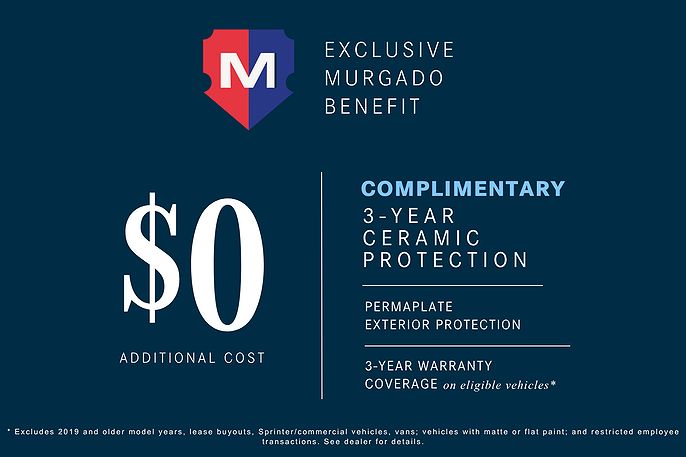 M
EXCLUSIVE
MURGADO
BENEFIT
$0
ADDITIONAL COST
COMPLIMENTARY
3-YEAR
CERAMIC
PROTECTION
PERMAPLATE
EXTERIOR PROTECTION
3-YEAR WARRANTY
COVERAGE on eligible vehicles*
* Excludes 2019 and older model years, lease buyouts, Sprinter/commercial vehicles, vans; vehicles with matte or flat paint; and restricted employee
transactions. See dealer for details.